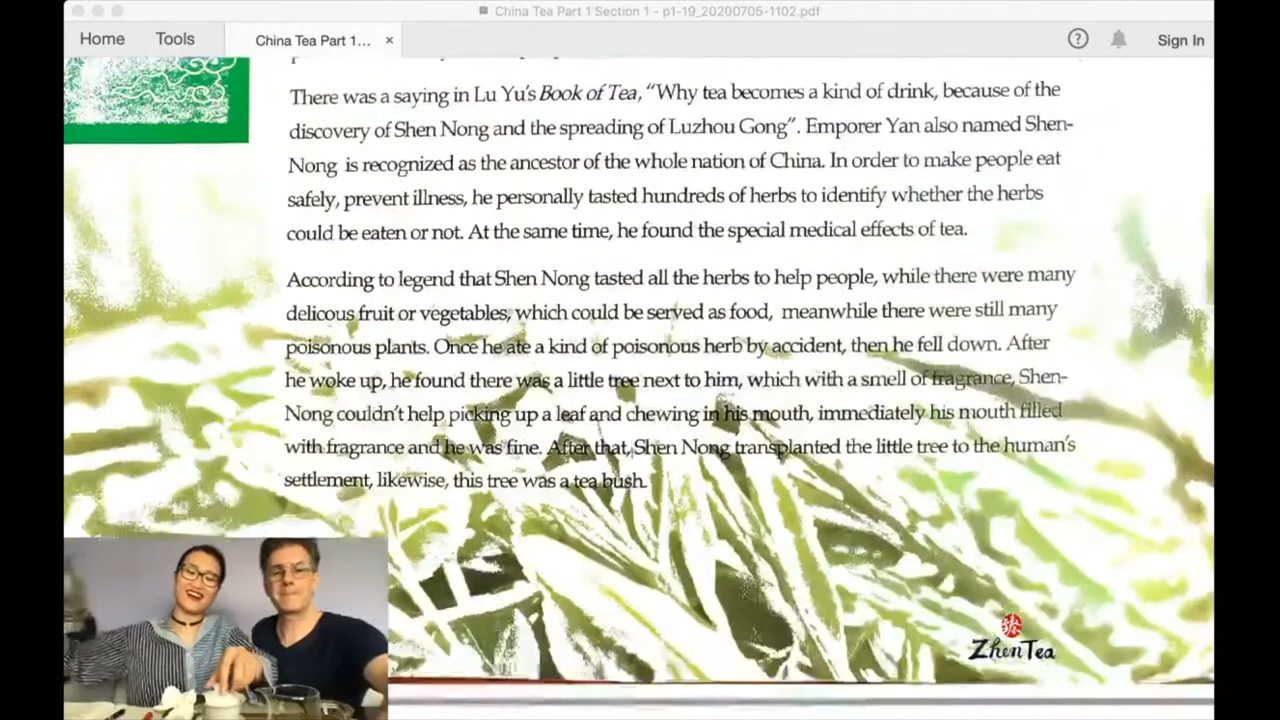 China Tea Part 1 Section 1 - p1-19_20200705-1102.pdf
Home Tools China Tea Part 1... × ? Sign In
There was a saying in Lu Yu's Book of Tea, "Why tea becomes a kind of drink, because of the
discovery of Shen Nong and the spreading of Luzhou Gong". Emporer Yan also named Shen-
Nong is recognized as the ancestor of the whole nation of China. In order to make people eat
safely, prevent illness, he personally tasted hundreds of herbs to identify whether the herbs
could be eaten or not. At the same time, he found the special medical effects of tea.
According to legend that Shen Nong tasted all the herbs to help people, while there were many
delicous fruit or vegetables, which could be served as food, meanwhile there were still many
poisonous plants. Once he ate a kind of poisonous herb by accident, then he fell down. After
he woke up, he found there was a little tree next to him, which with a smell of fragrance, Shen-
Nong couldn't help picking up a leaf and chewing in his mouth, immediately his mouth filled
with fragrance and he was fine. After that, Shen Nong transplanted the little tree to the human's
settlement, likewise, this tree was a tea bush.
Zhen Tea